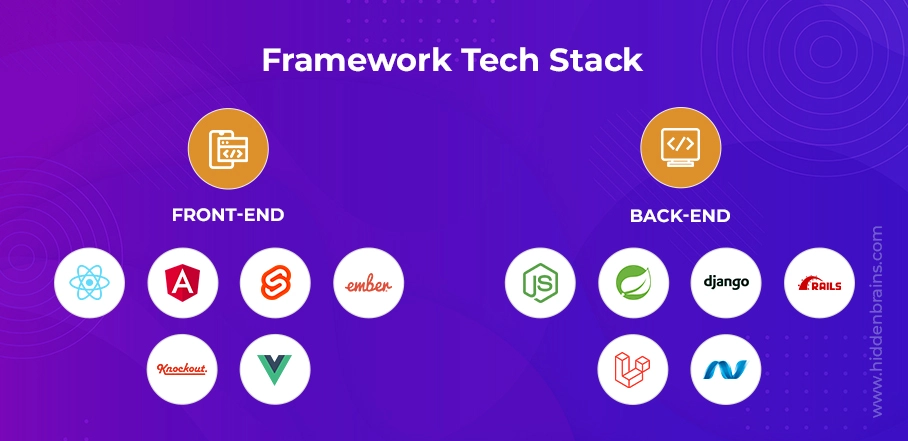 Framework Tech Stack
FRONT-END
BACK-END
ember
JS
django
RAILS
Knockout.
www.hiddenbrains.com